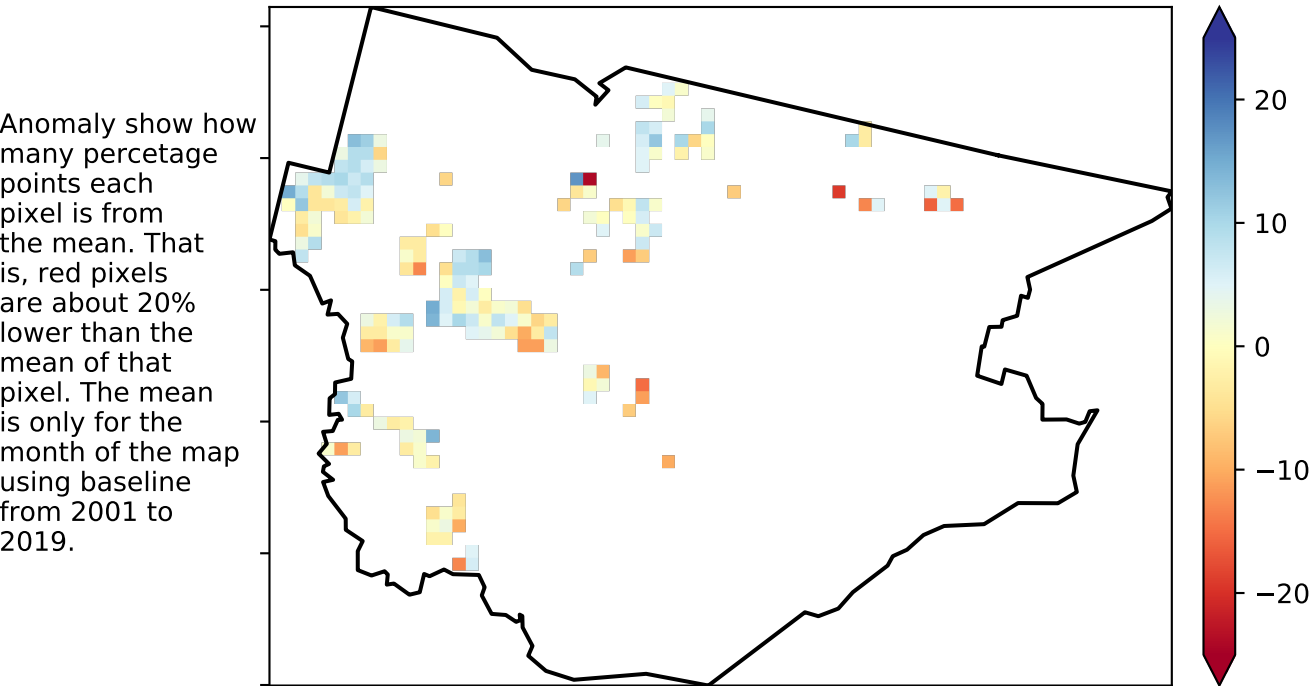 Anomaly show how
many percetage
points each
pixel is from
the mean. That
is, red pixels
are about 20%
lower than the
mean of that
pixel. The mean
is only for the
month of the map
using baseline
from 2001 to
2019.
20
10
0
−10
−20